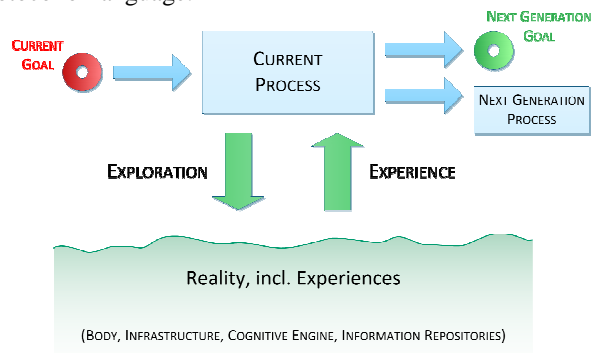 language.
NEXT GENERATION
GOAL
CURRENT
GOAL
CURRENT
PROCESS
NEXT GENERATION
PROCESS
EXPLORATION
EXPERIENCE
Reality, incl. Experiences
(BODY, INFRASTRUCTURE, COGNITIVE ENGINE, INFORMATION REPOSITORIES)